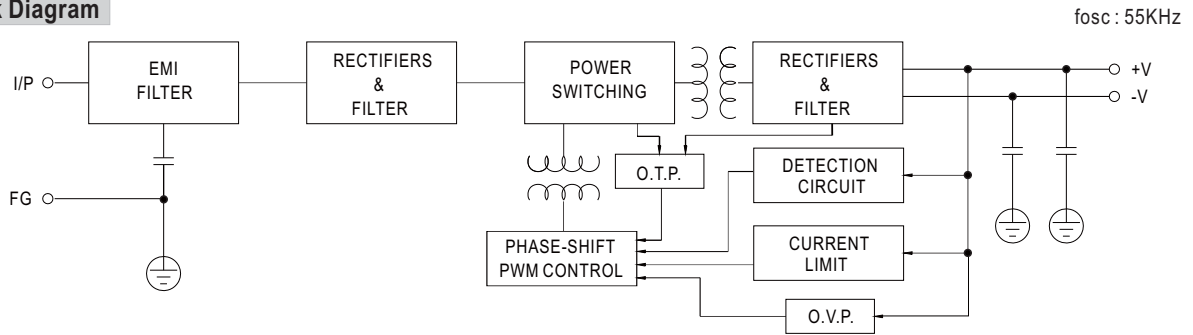 Diagram
fosc : 55KHz
I/P
EMI
FILTER
RECTIFIERS
&
FILTER
POWER
SWITCHING
RECTIFIERS
&
FILTER
+V
-V
O.T.P.
DETECTION
CIRCUIT
FG
PHASE-SHIFT
PWM CONTROL
CURRENT
LIMIT
O.V.P.